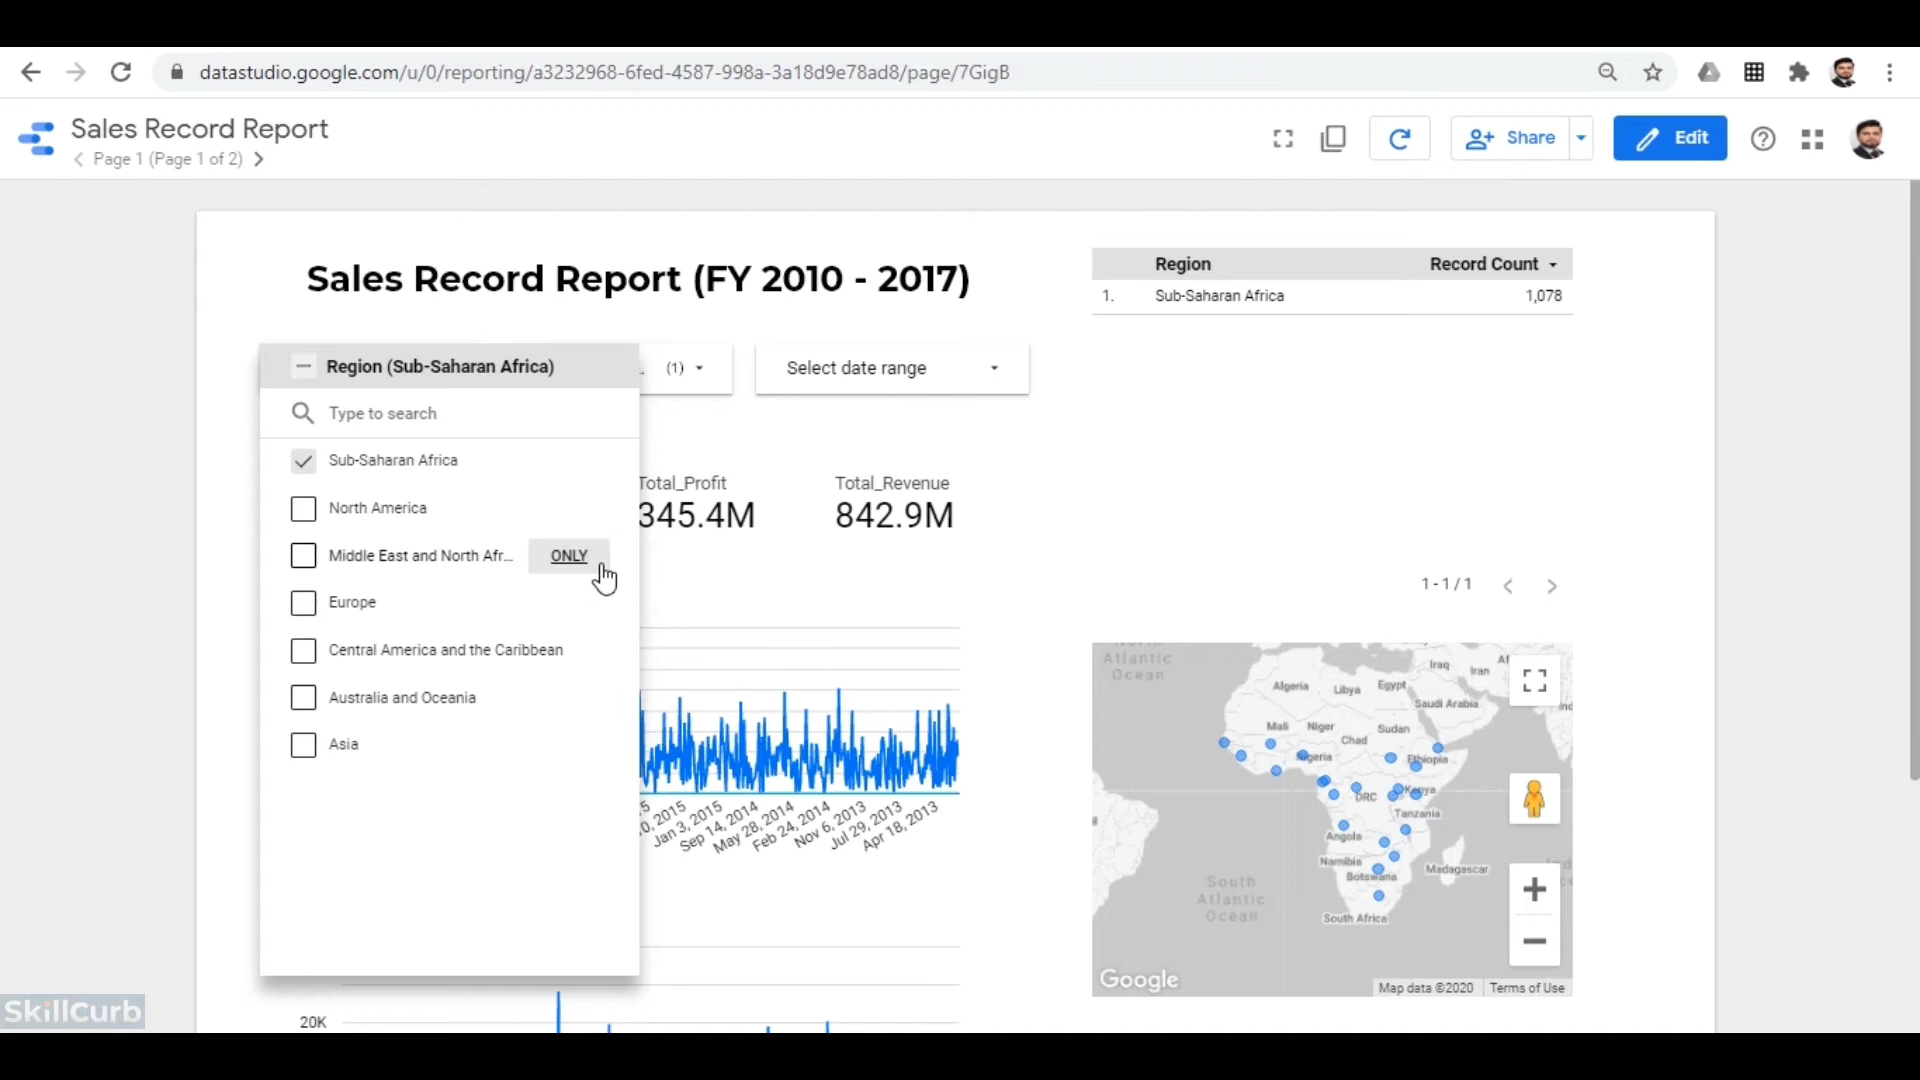 datastudio.google.com/u/0/reporting/a3232968-6fed-4587-998a-3a18d9e78ad8/page/7GigB
Sales Record Report
Page 1 (Page 1 of 2)
Share
Edit
Sales Record Report (FY 2010 - 2017)
Region Record Count
1. Sub-Saharan Africa 1,078
Region (Sub-Saharan Africa)
(1)
Select date range
Type to search
Sub-Saharan Africa
North America
Middle East and North Afr... ONLY
Europe
Central America and the Caribbean
Australia and Oceania
Asia
Total_Profit
345.4M
Total_Revenue
842.9M
1 - 1 / 1
Jan 3, 2015
Sep 14, 2014
May 28, 2014
Feb 24, 2014
Nov 6, 2013
Jul 29, 2013
Apr 18, 2013
20K
Atlantic
Ocean
Iraq
Iran
Algeria
Libya
Egypt
Saudi Arabia
Mali
Niger
Sudan
Chad
Nigeria
Ethiopia
DRC
Kenya
Tanzania
Angola
Namibia
Botswana
Madagascar
South
Atlantic
Ocean
South Africa
Google
Map data ©2020
Terms of Use
SkillCurb